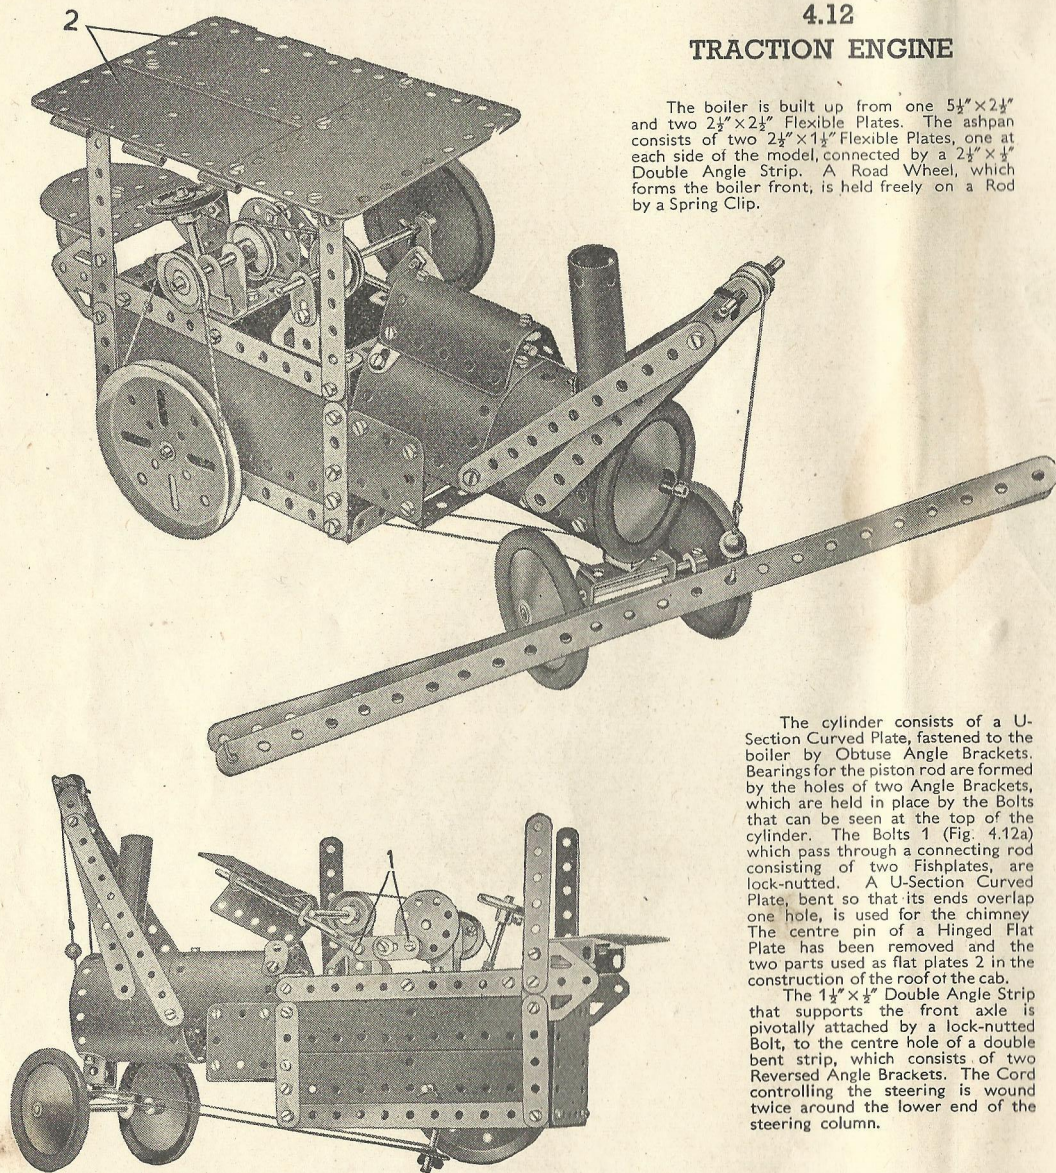 4.12
TRACTION ENGINE
2
The boiler is built up from one 5½″×2½″
and two 2½″×2½″ Flexible Plates. The ashpan
consists of two 2½″×1½″ Flexible Plates, one at
each side of the model, connected by a 2½″×½″
Double Angle Strip. A Road Wheel, which
forms the boiler front, is held freely on a Rod
by a Spring Clip.
The cylinder consists of a U-
Section Curved Plate, fastened to the
boiler by Obtuse Angle Brackets.
Bearings for the piston rod are formed
by the holes of two Angle Brackets,
which are held in place by the Bolts
that can be seen at the top of the
cylinder. The Bolts 1 (Fig. 4.12a)
which pass through a connecting rod
consisting of two Fishplates, are
lock-nutted. A U-Section Curved
Plate, bent so that its ends overlap
one hole, is used for the chimney
The centre pin of a Hinged Flat
Plate has been removed and the
two parts used as flat plates 2 in the
construction of the roof of the cab.
The 1½″×½″ Double Angle Strip
that supports the front axle is
pivotally attached by a lock-nutted
Bolt, to the centre hole of a double
bent strip, which consists of two
Reversed Angle Brackets. The Cord
controlling the steering is wound
twice around the lower end of the
steering column.
1